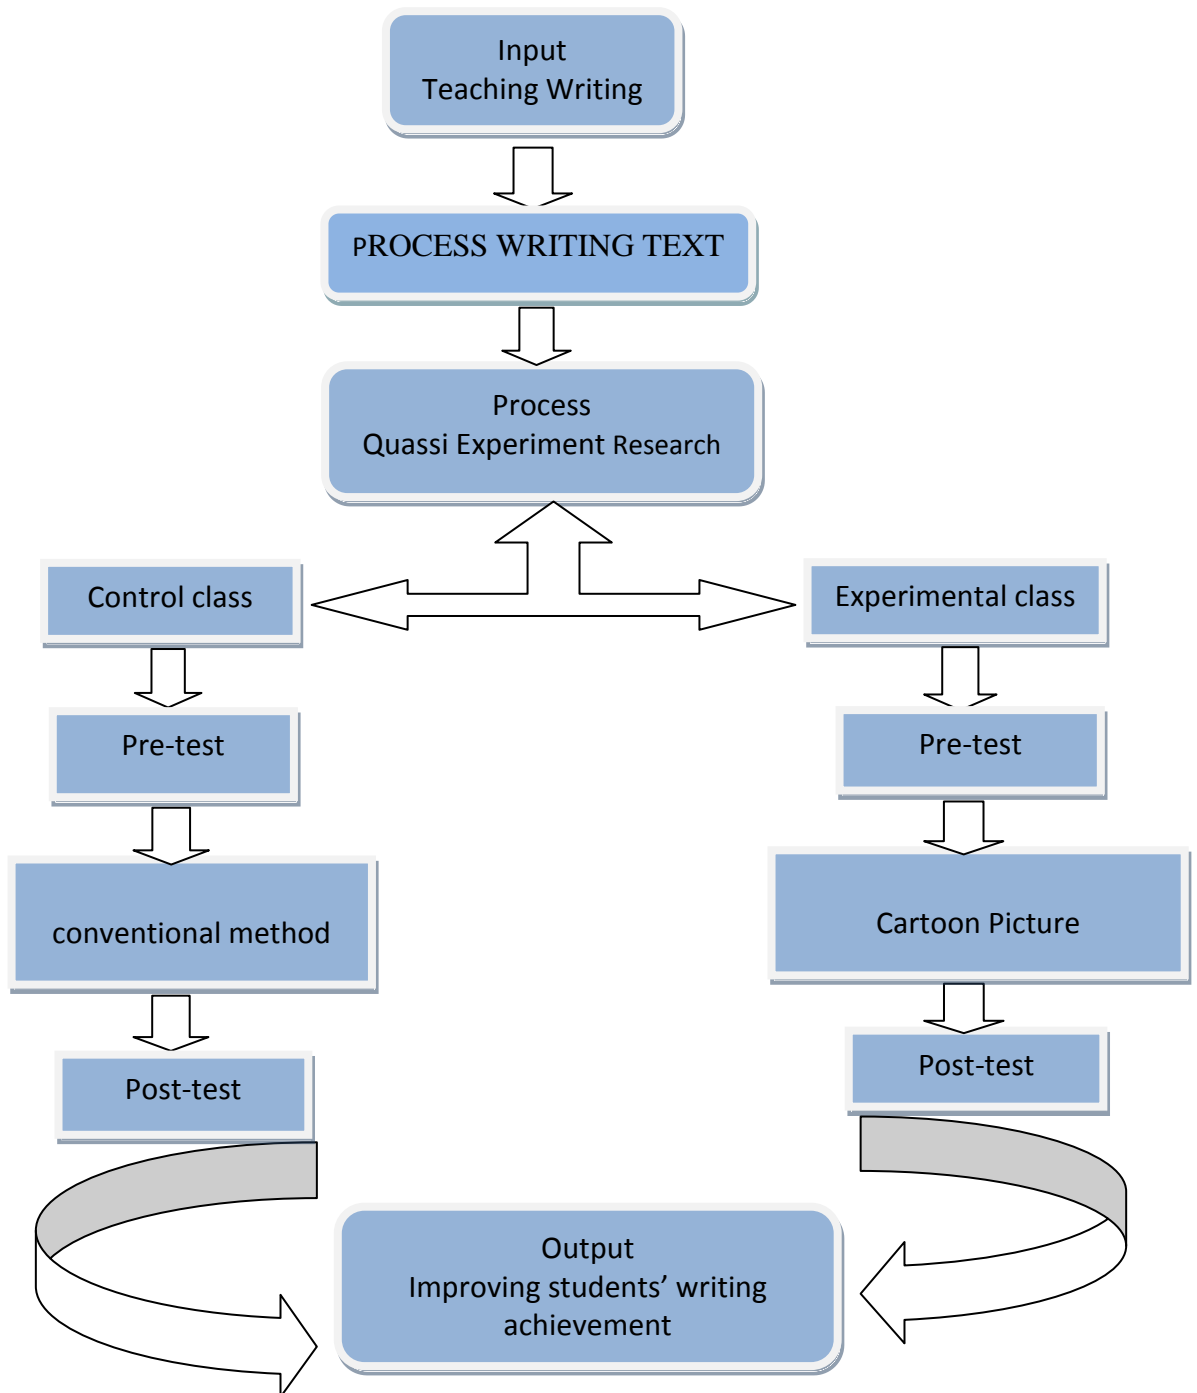 Input
Teaching Writing
PROCESS WRITING TEXT
Process
Quassi Experiment Research
Control class
Experimental class
Pre-test
Pre-test
conventional method
Cartoon Picture
Post-test
Post-test
Output
Improving students’ writing
achievement